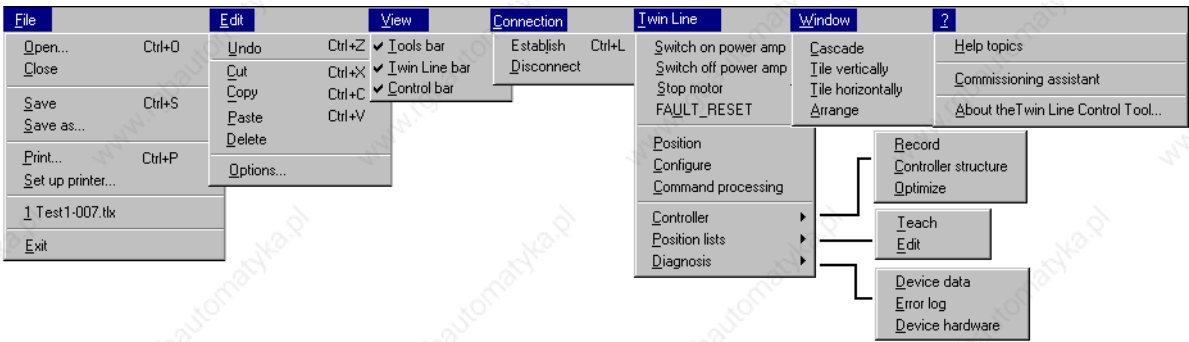 File
Open... Ctrl+O
Close
Save Ctrl+S
Save as...
Print... Ctrl+P
Set up printer...
1 Test1-007.tlx
Exit
Edit
Undo Ctrl+Z
Cut Ctrl+X
Copy Ctrl+C
Paste Ctrl+V
Delete
Options...
View
✔ Tools bar
✔ Twin Line bar
✔ Control bar
Connection
Establish Ctrl+L
Disconnect
Twin Line
Switch on power amp
Switch off power amp
Stop motor
FAULT_RESET
Position
Configure
Command processing
Controller
Position lists
Diagnosis
Record
Controller structure
Optimize
Teach
Edit
Device data
Error log
Device hardware
Window
Cascade
Tile vertically
Tile horizontally
Arrange
?
Help topics
Commissioning assistant
About theTwin Line Control Tool...
www.rgbautomatyka.pl